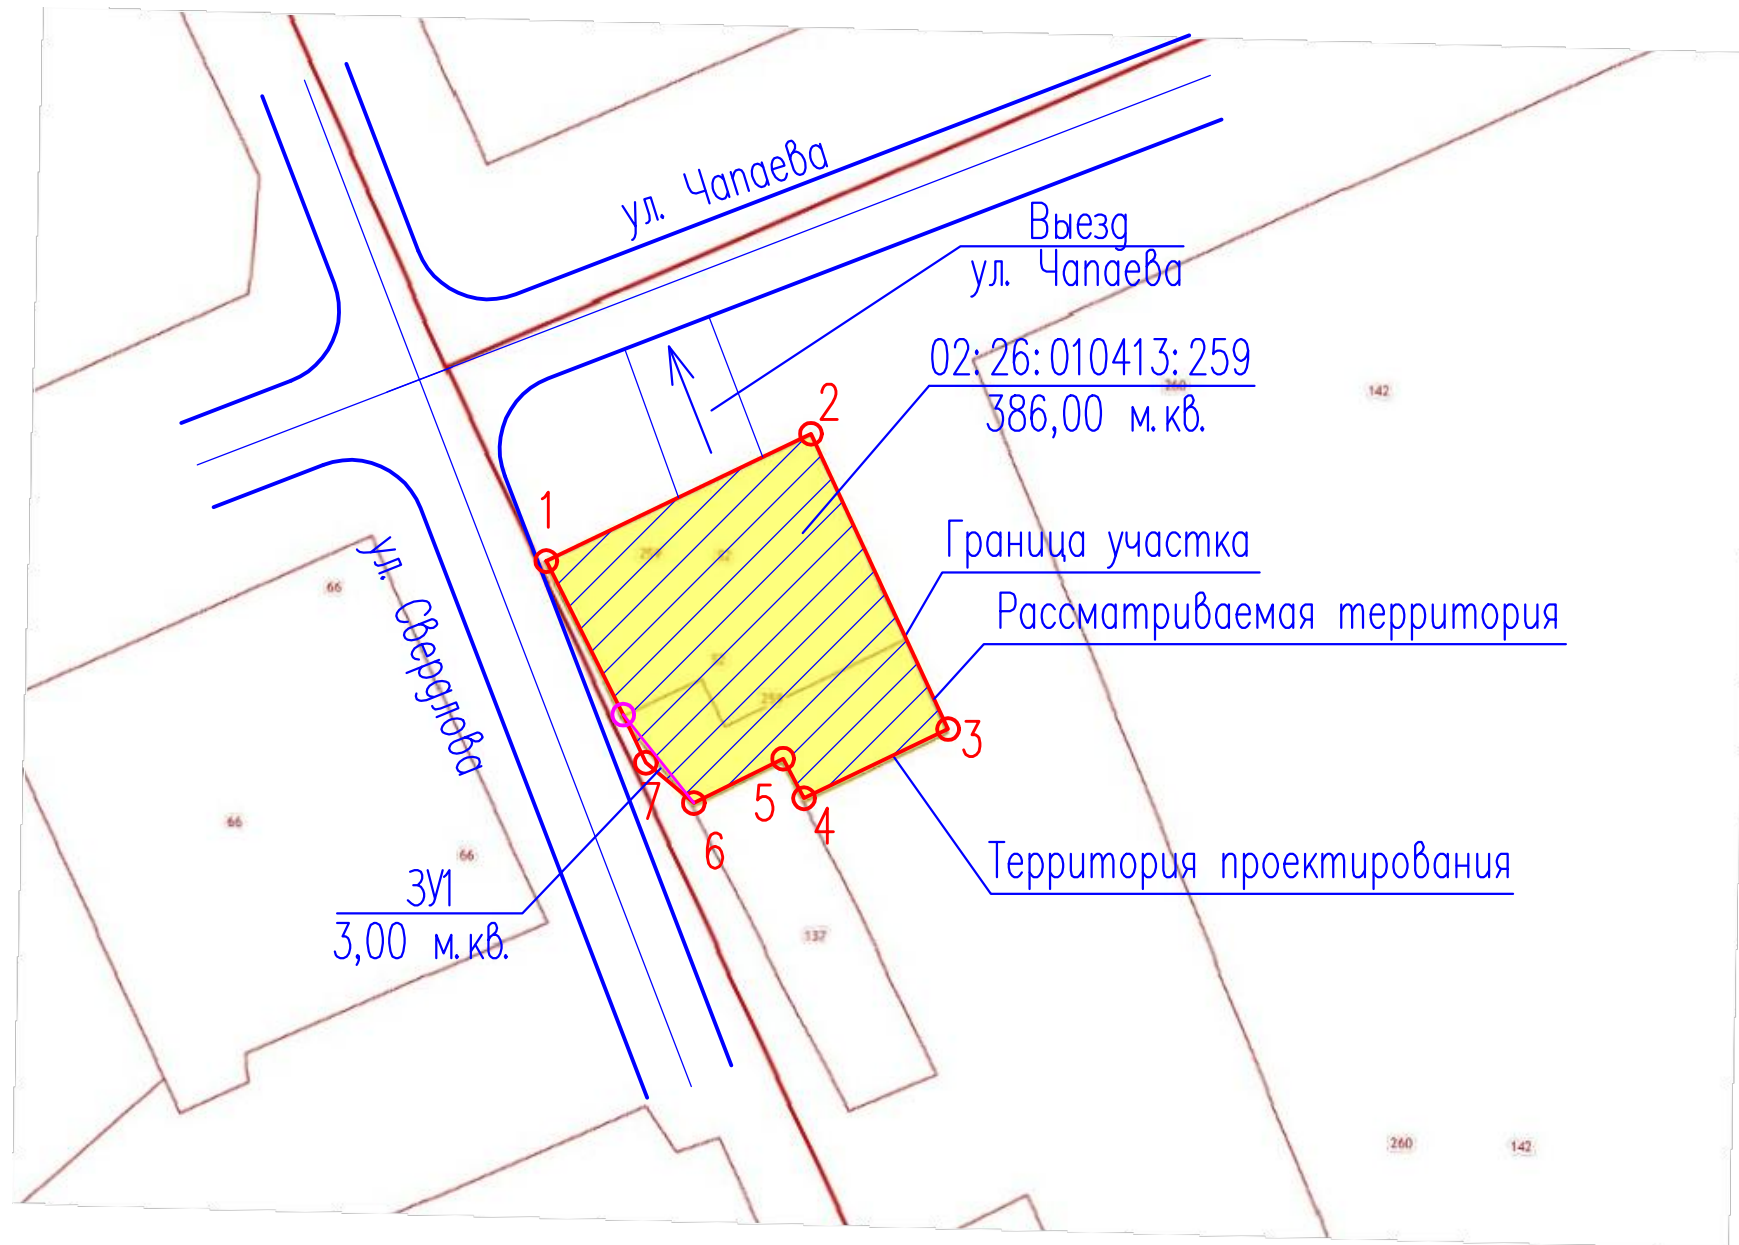 ул. Чапаева
Выезд
ул. Чапаева
02:26:010413:259
386,00 м.кв.
260
142
2
1
259
Граница участка
66
ул. Свердлова
Рассматриваемая территория
3
7
5
4
6
66
66
Территория проектирования
ЗУ1
3,00 м.кв.
137
260
142